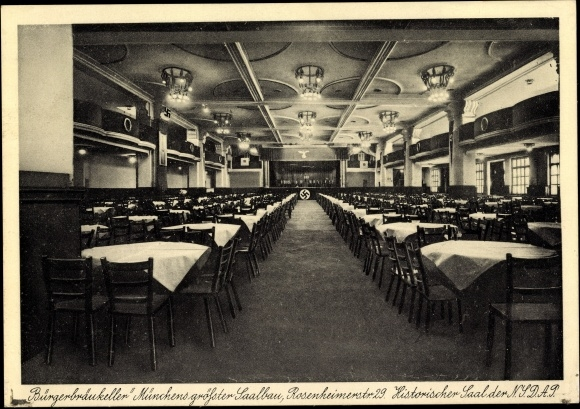 Bürgerbräukeller" Münchens größter Saalbau, Rosenheimerstr. 29. Historischer Saal der N.S.D.A.P.